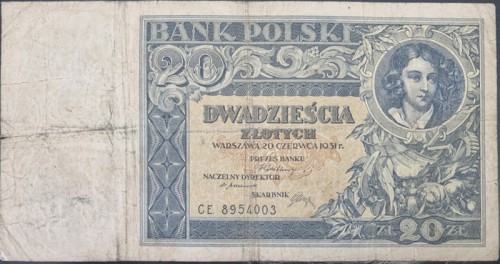 BANK POLSKI
20
DWADZIEŚCIA
ZŁOTYCH
WARSZAWA 20 CZERWCA 1931 r.
PREZES BANKU
NACZELNY DYREKTOR
SKARBNIK
CE 8954003
ZŁ 20 ZŁ